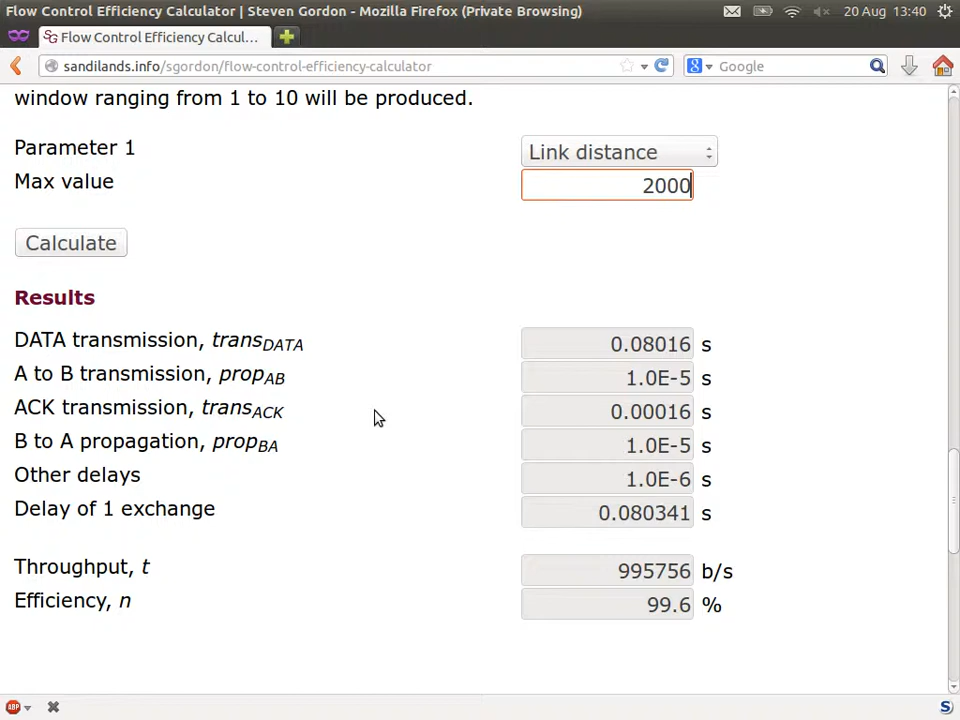 Flow Control Efficiency Calculator | Steven Gordon - Mozilla Firefox (Private Browsing)
20 Aug 13:40
Flow Control Efficiency Calcul...
sandilands.info/sgordon/flow-control-efficiency-calculator
8 Google
window ranging from 1 to 10 will be produced.
Parameter 1 Link distance
Max value 2000
Calculate
Results
DATA transmission, transDATA 0.08016 s
A to B transmission, propAB 1.0E-5 s
ACK transmission, transACK 0.00016 s
B to A propagation, propBA 1.0E-5 s
Other delays 1.0E-6 s
Delay of 1 exchange 0.080341 s
Throughput, t 995756 b/s
Efficiency, n 99.6 %
ABP S